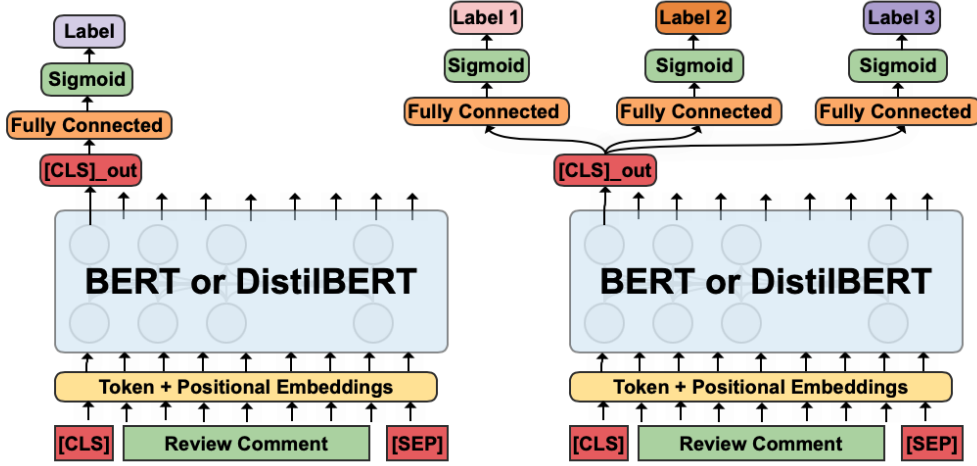 Label
Sigmoid
Fully Connected
[CLS]_out
BERT or DistilBERT
Token + Positional Embeddings
[CLS]
Review Comment
[SEP]
Label 1
Label 2
Label 3
Sigmoid
Sigmoid
Sigmoid
Fully Connected
Fully Connected
Fully Connected
[CLS]_out
BERT or DistilBERT
Token + Positional Embeddings
[CLS]
Review Comment
[SEP]